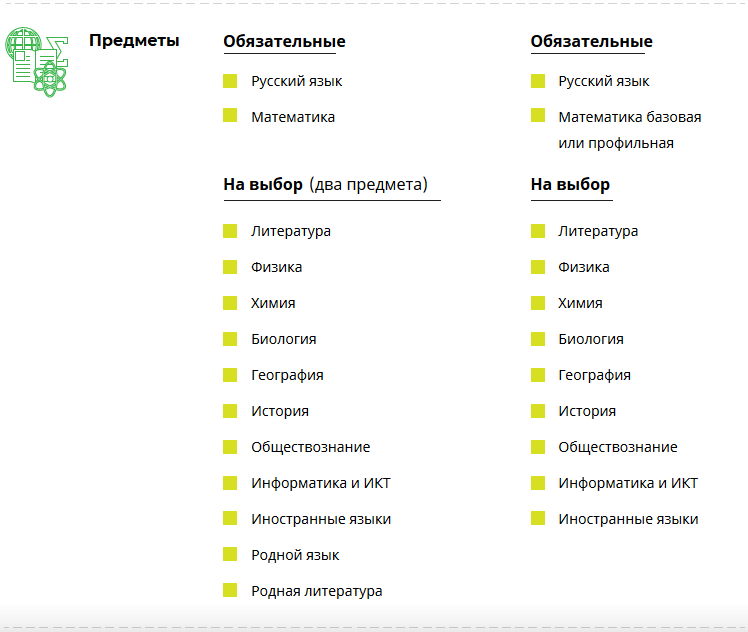 Предметы
Обязательные
Русский язык
Математика
На выбор (два предмета)
Литература
Физика
Химия
Биология
География
История
Обществознание
Информатика и ИКТ
Иностранные языки
Родной язык
Родная литература
Обязательные
Русский язык
Математика базовая
или профильная
На выбор
Литература
Физика
Химия
Биология
География
История
Обществознание
Информатика и ИКТ
Иностранные языки